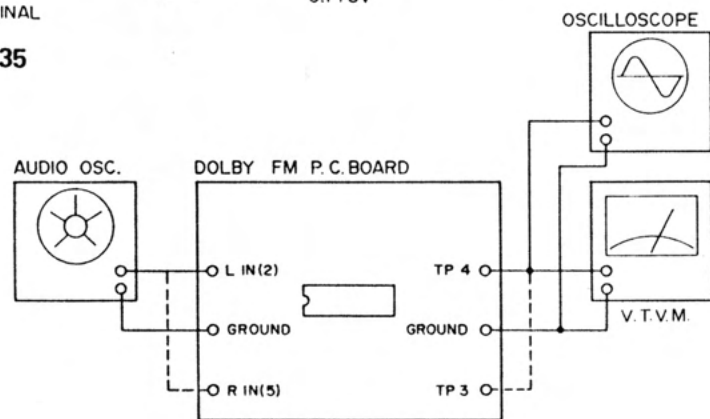 INAL
35
OSCILLOSCOPE
AUDIO OSC.
DOLBY FM P.C.BOARD
L IN(2)
TP 4
GROUND
GROUND
V.T.V.M.
R IN(5)
TP 3